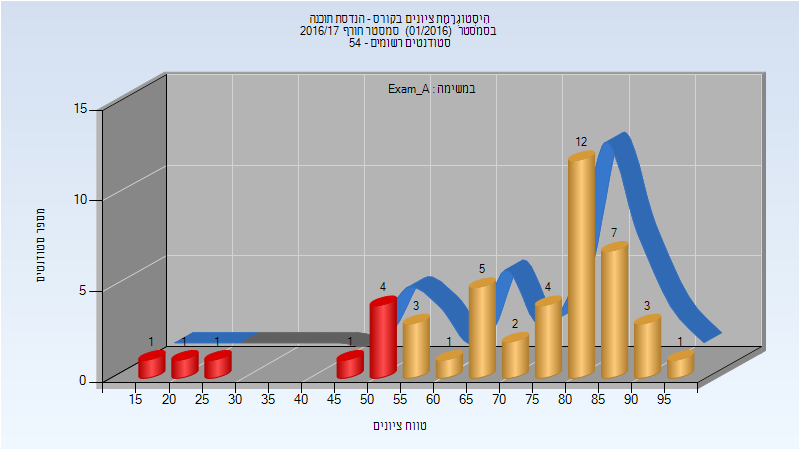 היסטוגרמת ציונים בקורס - הנדסת תוכנה
בסמסטר (01/2016) סמסטר חורף 2016/17
סטודנטים רשומים - 54
במשימה : Exam_A
מספר סטודנטים
15
10
5
0
1
1
1
1
4
3
1
5
2
4
12
7
3
1
15 20 25 30 35 40 45 50 55 60 65 70 75 80 85 90 95
טווח ציונים